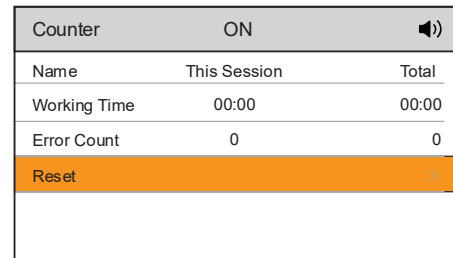 Counter ON
Name This Session Total
Working Time 00:00 00:00
Error Count 0 0
Reset